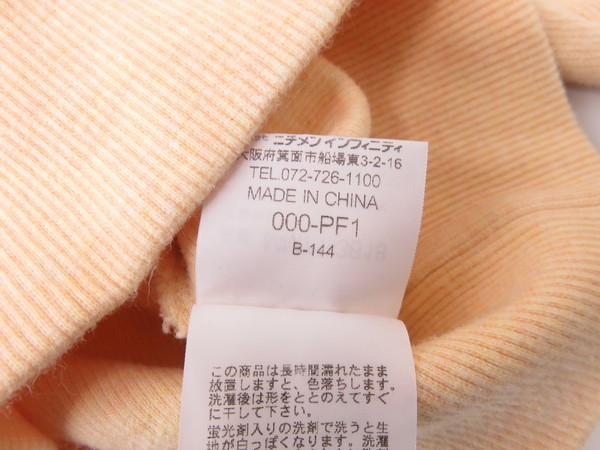 ニチメン インフィニティ
大阪府箕面市船場東3-2-16
TEL.072-726-1100
MADE IN CHINA
000-PF1
B-144
この商品は長時間濡れたまま
放置しますと、色落ちします。
洗濯後は形をととのえてすぐ
に干して下さい。
蛍光剤入りの洗剤で洗うと生
地が白っぽくなります。洗濯